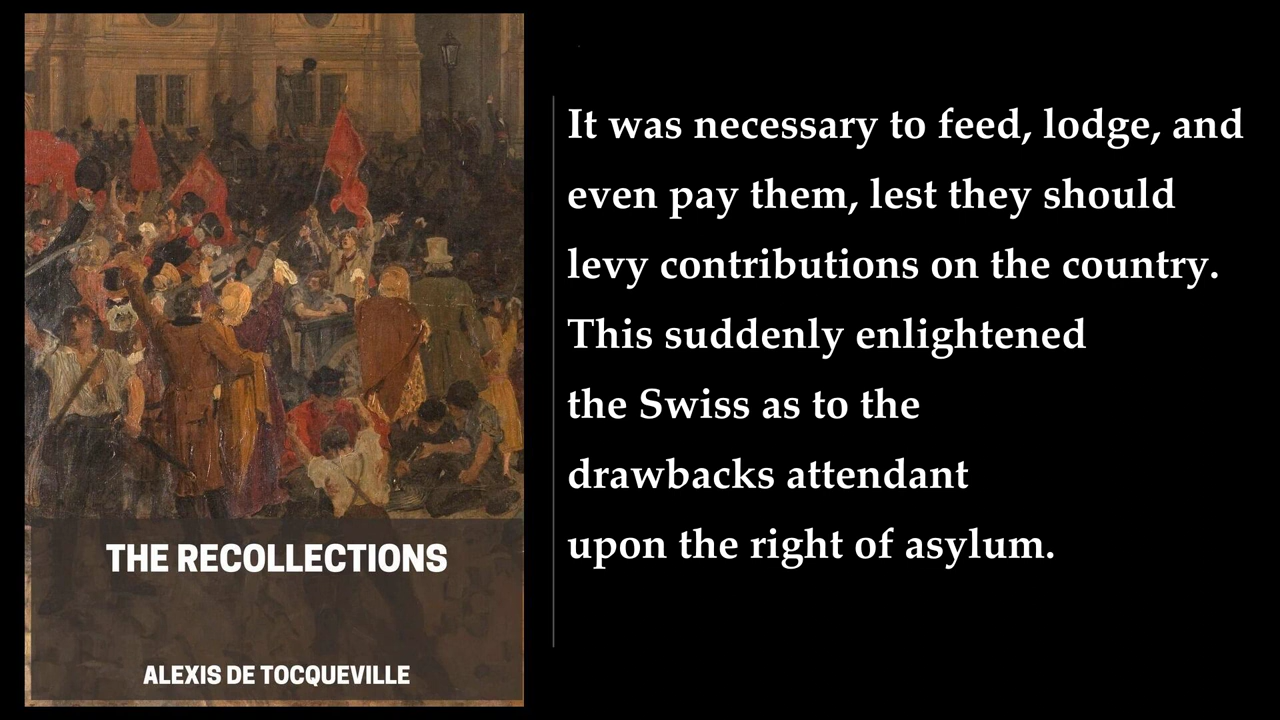 THE RECOLLECTIONS
ALEXIS DE TOCQUEVILLE
It was necessary to feed, lodge, and
even pay them, lest they should
levy contributions on the country.
This suddenly enlightened
the Swiss as to the
drawbacks attendant
upon the right of asylum.